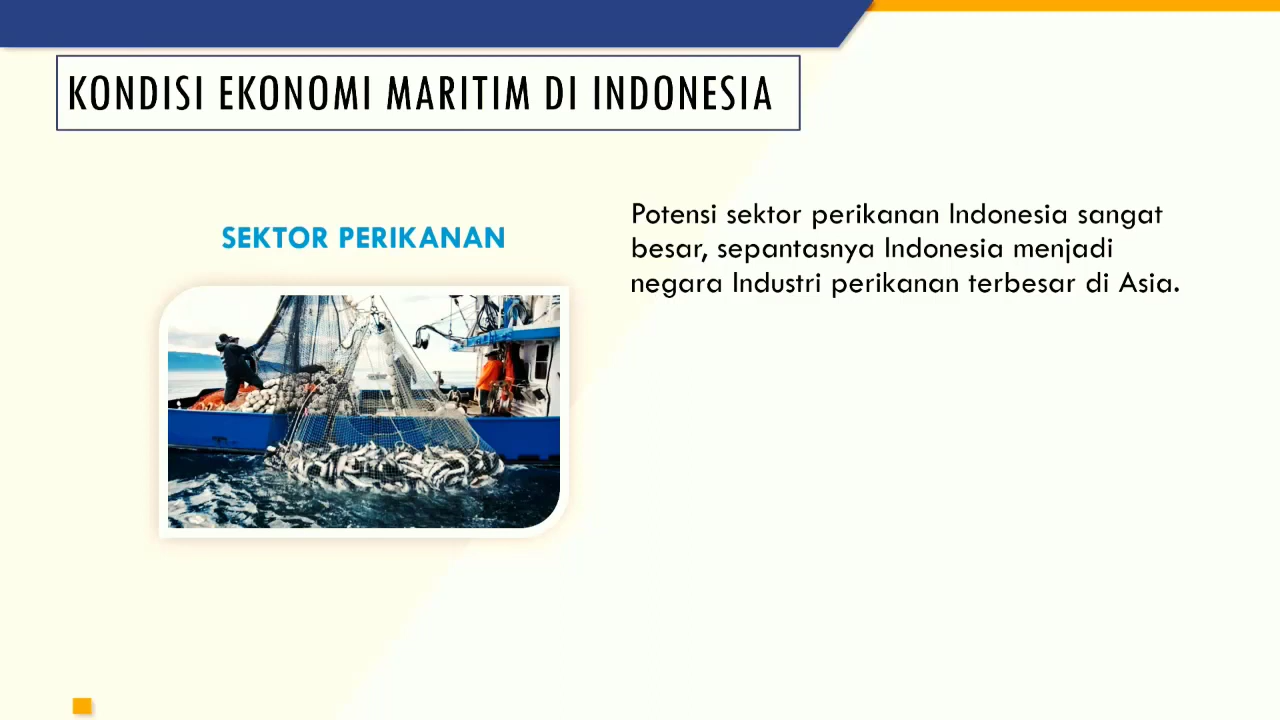 KONDISI EKONOMI MARITIM DI INDONESIA
SEKTOR PERIKANAN
Potensi sektor perikanan Indonesia sangat
besar, sepantasnya Indonesia menjadi
negara Industri perikanan terbesar di Asia.